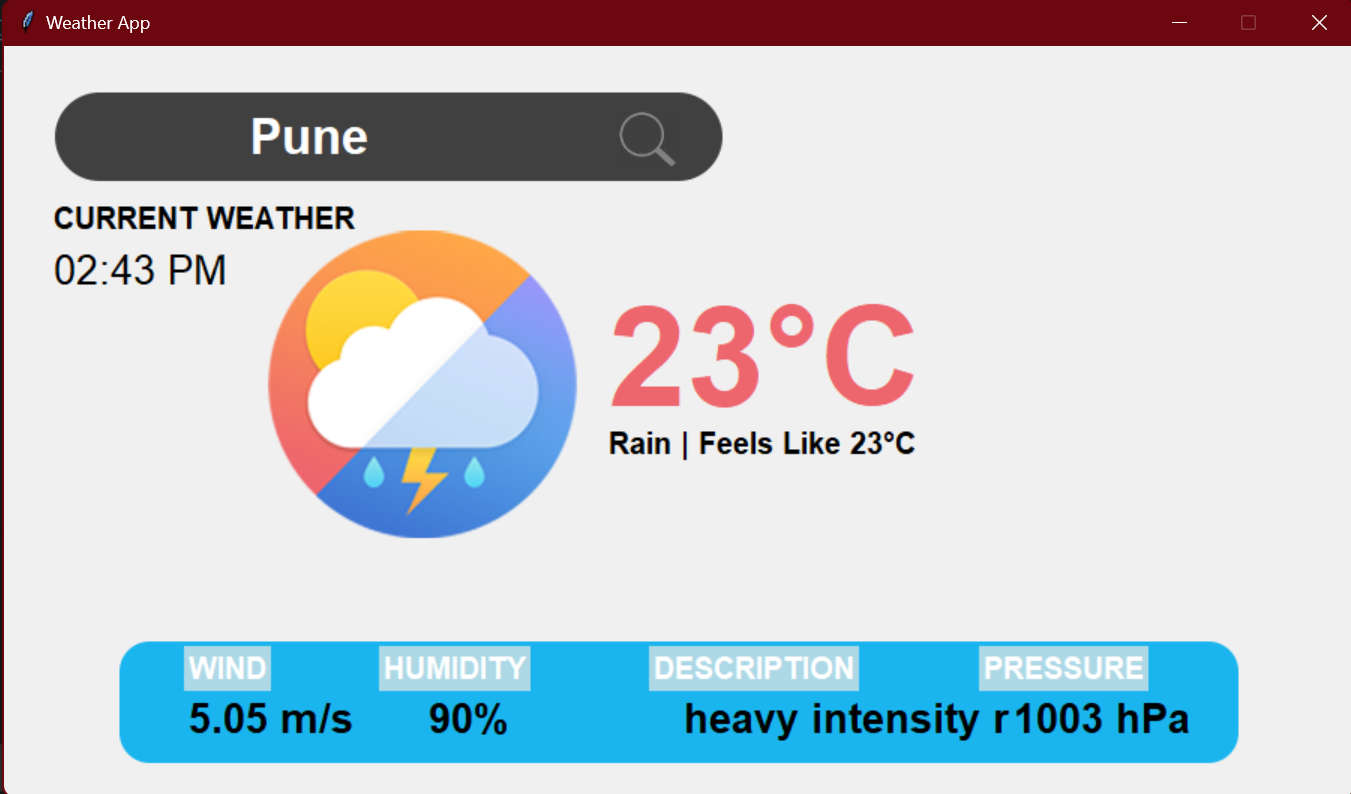 Weather App
Pune
CURRENT WEATHER
02:43 PM
23°C
Rain | Feels Like 23°C
WIND HUMIDITY DESCRIPTION PRESSURE
5.05 m/s 90% heavy intensity r 1003 hPa